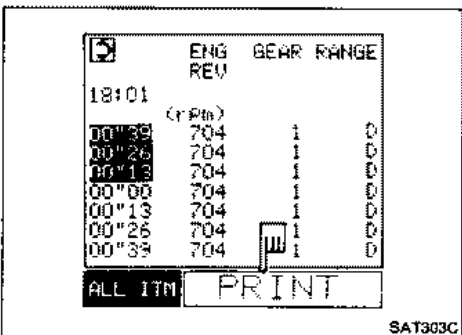 ENG GEAR RANGE
REV
18:01
(rpm)
00"39 704 1 D
00"26 704 1 D
00"13 704 1 D
00"00 704 1 D
00"13 704 1 D
00"26 704 1 D
00"39 704 1 D
ALL ITM PRINT
SAT303C